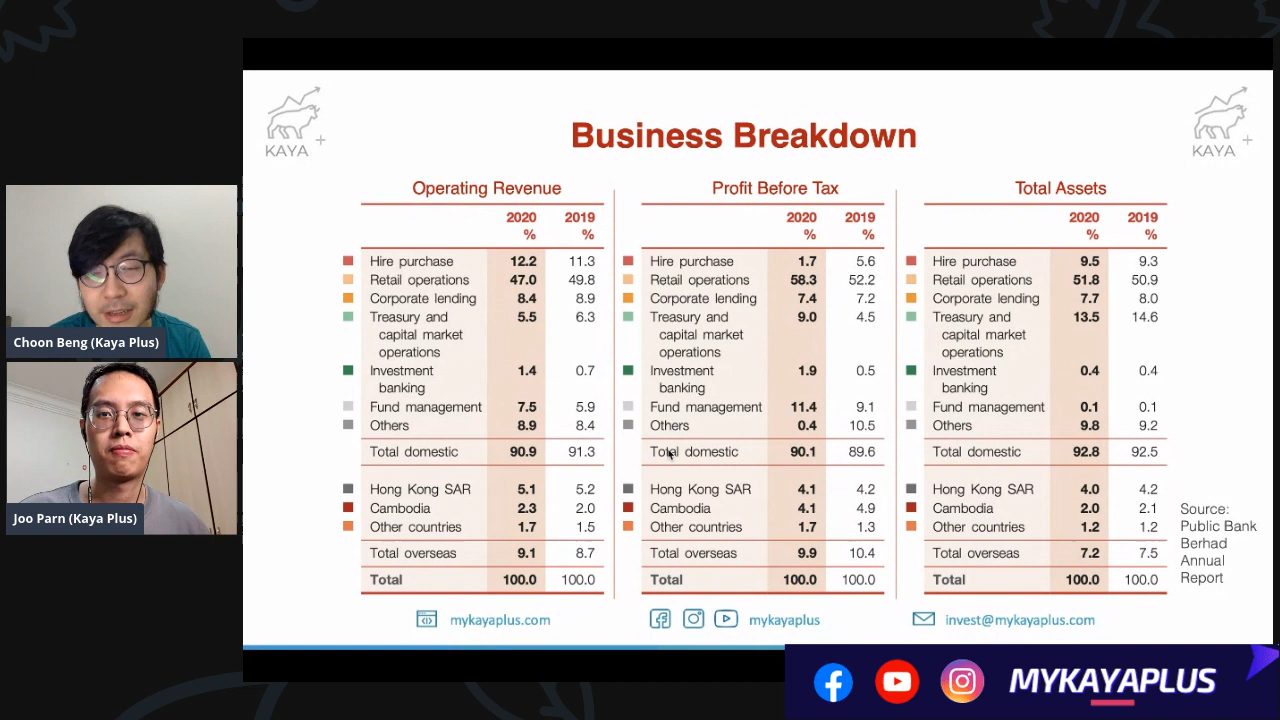 KAYA +
KAYA +
Business Breakdown
Operating Revenue
2020 2019
% %
Hire purchase 12.2 11.3
Retail operations 47.0 49.8
Corporate lending 8.4 8.9
Treasury and 5.5 6.3
capital market
operations
Investment 1.4 0.7
banking
Fund management 7.5 5.9
Others 8.9 8.4
Total domestic 90.9 91.3
Hong Kong SAR 5.1 5.2
Cambodia 2.3 2.0
Other countries 1.7 1.5
Total overseas 9.1 8.7
Total 100.0 100.0
Profit Before Tax
2020 2019
% %
Hire purchase 1.7 5.6
Retail operations 58.3 52.2
Corporate lending 7.4 7.2
Treasury and 9.0 4.5
capital market
operations
Investment 1.9 0.5
banking
Fund management 11.4 9.1
Others 0.4 10.5
Total domestic 90.1 89.6
Hong Kong SAR 4.1 4.2
Cambodia 4.1 4.9
Other countries 1.7 1.3
Total overseas 9.9 10.4
Total 100.0 100.0
Total Assets
2020 2019
% %
Hire purchase 9.5 9.3
Retail operations 51.8 50.9
Corporate lending 7.7 8.0
Treasury and 13.5 14.6
capital market
operations
Investment 0.4 0.4
banking
Fund management 0.1 0.1
Others 9.8 9.2
Total domestic 92.8 92.5
Hong Kong SAR 4.0 4.2
Cambodia 2.0 2.1
Other countries 1.2 1.2
Total overseas 7.2 7.5
Total 100.0 100.0
Source:
Public Bank
Berhad
Annual
Report
mykayaplus.com
mykayaplus
invest@mykayaplus.com
Choon Beng (Kaya Plus)
Joo Parn (Kaya Plus)
MYKAYAPLUS